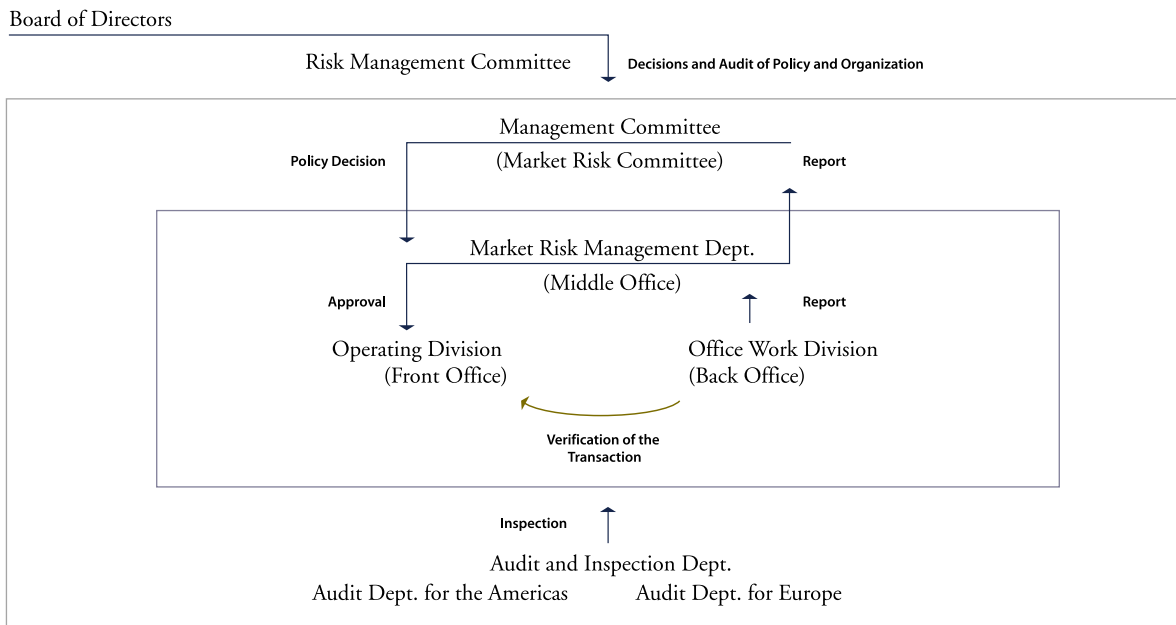 Board of Directors
Risk Management Committee
Decisions and Audit of Policy and Organization
Management Committee
Policy Decision
(Market Risk Committee)
Report
Market Risk Management Dept.
(Middle Office)
Approval
Report
Operating Division
(Front Office)
Office Work Division
(Back Office)
Verification of the
Transaction
Inspection
Audit and Inspection Dept.
Audit Dept. for the Americas
Audit Dept. for Europe